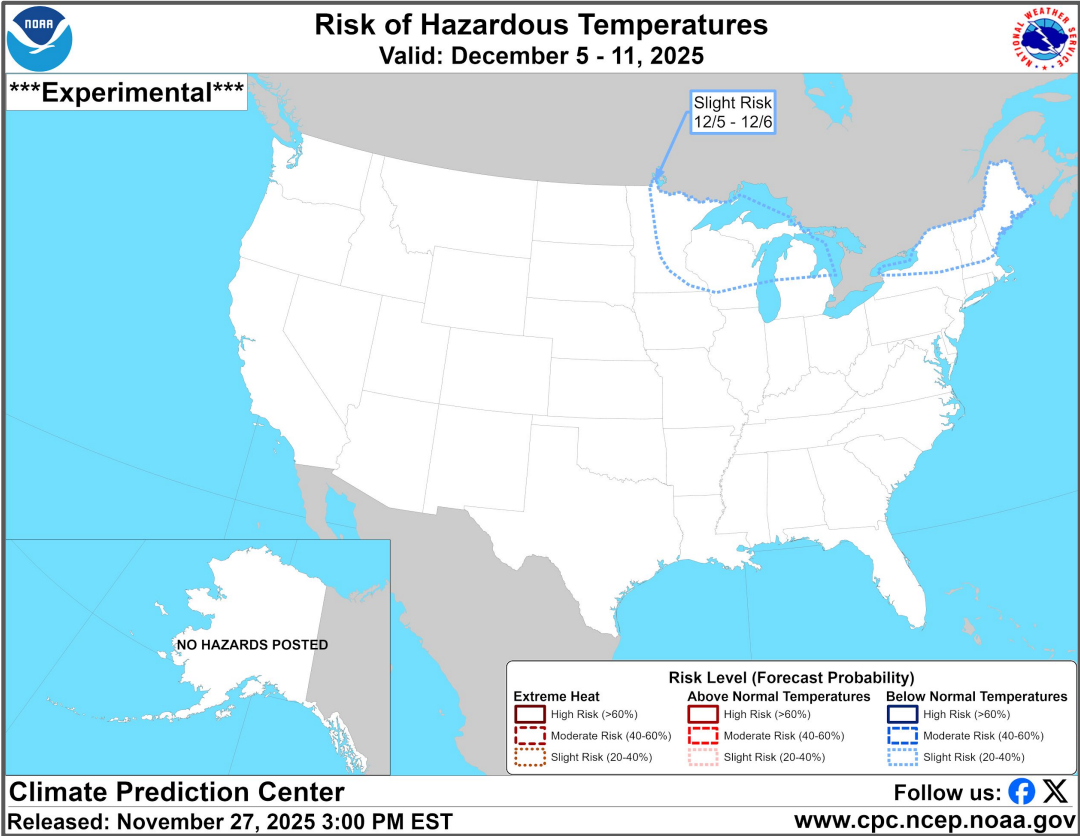 NOAA
Risk of Hazardous Temperatures
Valid: December 5 - 11, 2025
NATIONAL WEATHER SERVICE
***Experimental***
Slight Risk
12/5 - 12/6
NO HAZARDS POSTED
Risk Level (Forecast Probability)
Extreme Heat
High Risk (>60%)
Moderate Risk (40-60%)
Slight Risk (20-40%)
Above Normal Temperatures
High Risk (>60%)
Moderate Risk (40-60%)
Slight Risk (20-40%)
Below Normal Temperatures
High Risk (>60%)
Moderate Risk (40-60%)
Slight Risk (20-40%)
Climate Prediction Center
Follow us:
Released: November 27, 2025 3:00 PM EST
www.cpc.ncep.noaa.gov